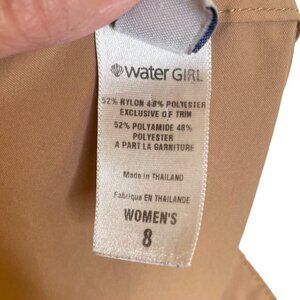 water GIRL
52% NYLON 48% POLYESTER
EXCLUSIVE OF TRIM
52% POLYAMIDE 48%
POLYESTER
A PART LA GARNITURE
Made in THAILAND
Fabrique EN THAILANDE
WOMEN'S
8